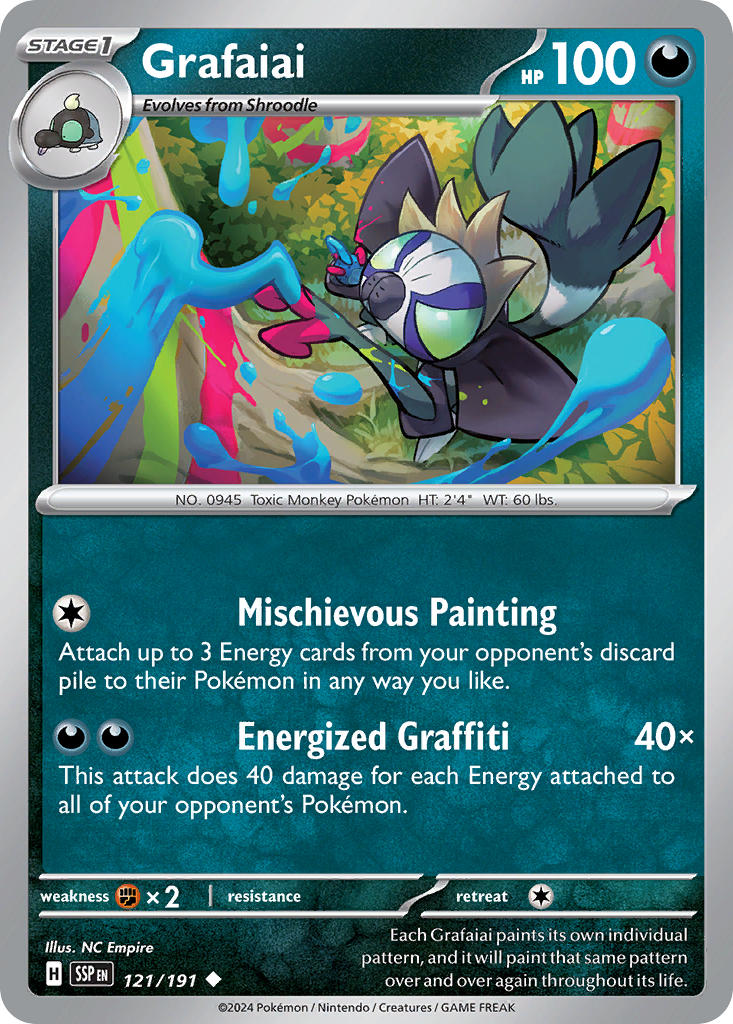 STAGE1
Grafaiai
HP 100
Evolves from Shroodle
NO. 0945 Toxic Monkey Pokémon HT: 2'4" WT: 60 lbs.
Mischievous Painting
Attach up to 3 Energy cards from your opponent's discard
pile to their Pokémon in any way you like.
Energized Graffiti 40×
This attack does 40 damage for each Energy attached to
all of your opponent's Pokémon.
weakness ×2 resistance retreat
Illus. NC Empire
H SSP EN 121/191
Each Grafaiai paints its own individual
pattern, and it will paint that same pattern
over and over again throughout its life.
©2024 Pokémon / Nintendo / Creatures / GAME FREAK